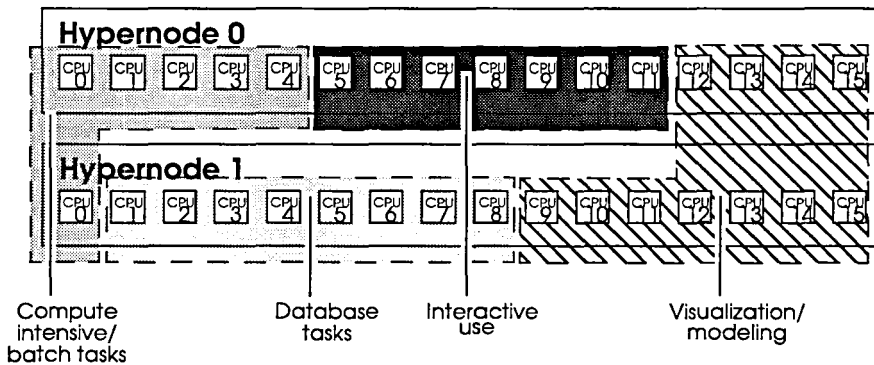 Hypernode 0
CPU 0 CPU 1 CPU 2 CPU 3 CPU 4 CPU 5 CPU 6 CPU 7 CPU 8 CPU 9 CPU 10 CPU 11 CPU 12 CPU 13 CPU 14 CPU 15
Hypernode 1
CPU 0 CPU 1 CPU 2 CPU 3 CPU 4 CPU 5 CPU 6 CPU 7 CPU 8 CPU 9 CPU 10 CPU 11 CPU 12 CPU 13 CPU 14 CPU 15
Compute
intensive/
batch tasks
Database
tasks
Interactive
use
Visualization/
modeling